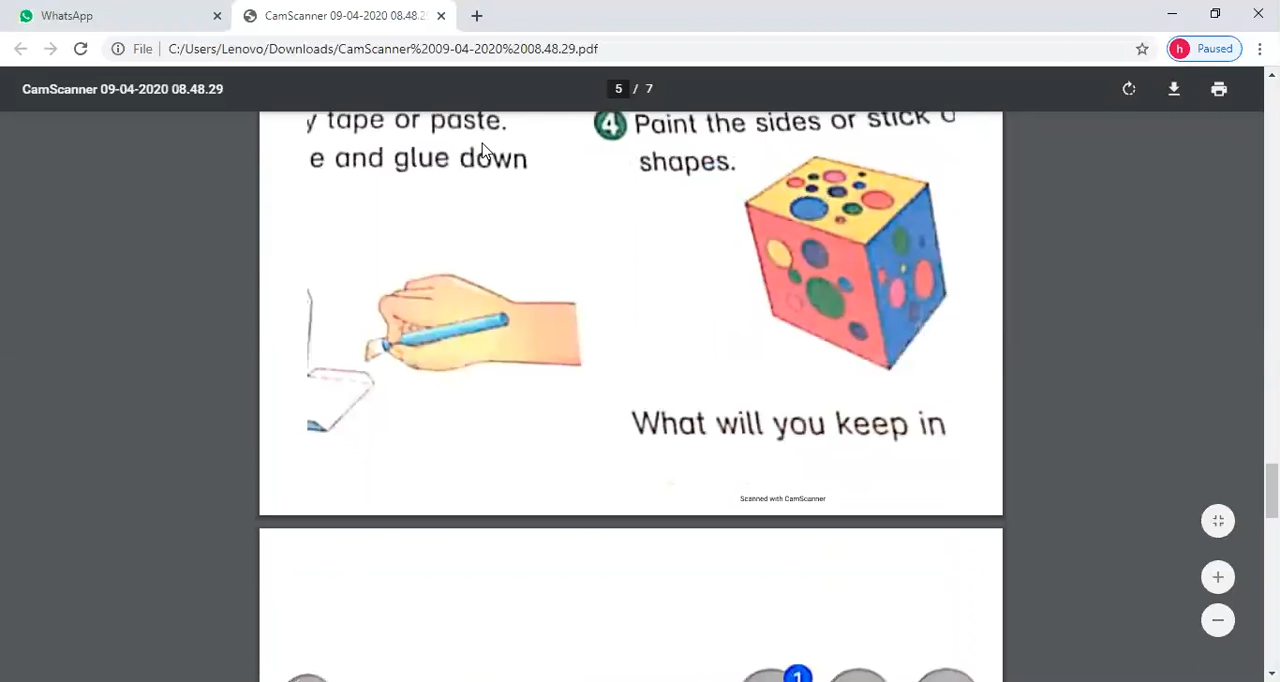 WhatsApp
CamScanner 09-04-2020 08.48.29
File
C:/Users/Lenovo/Downloads/CamScanner%2009-04-2020%2008.48.29.pdf
h Paused
CamScanner 09-04-2020 08.48.29
5 / 7
y tape or paste.
e and glue down
4 Paint the sides or stick
shapes.
What will you keep in
Scanned with CamScanner
1